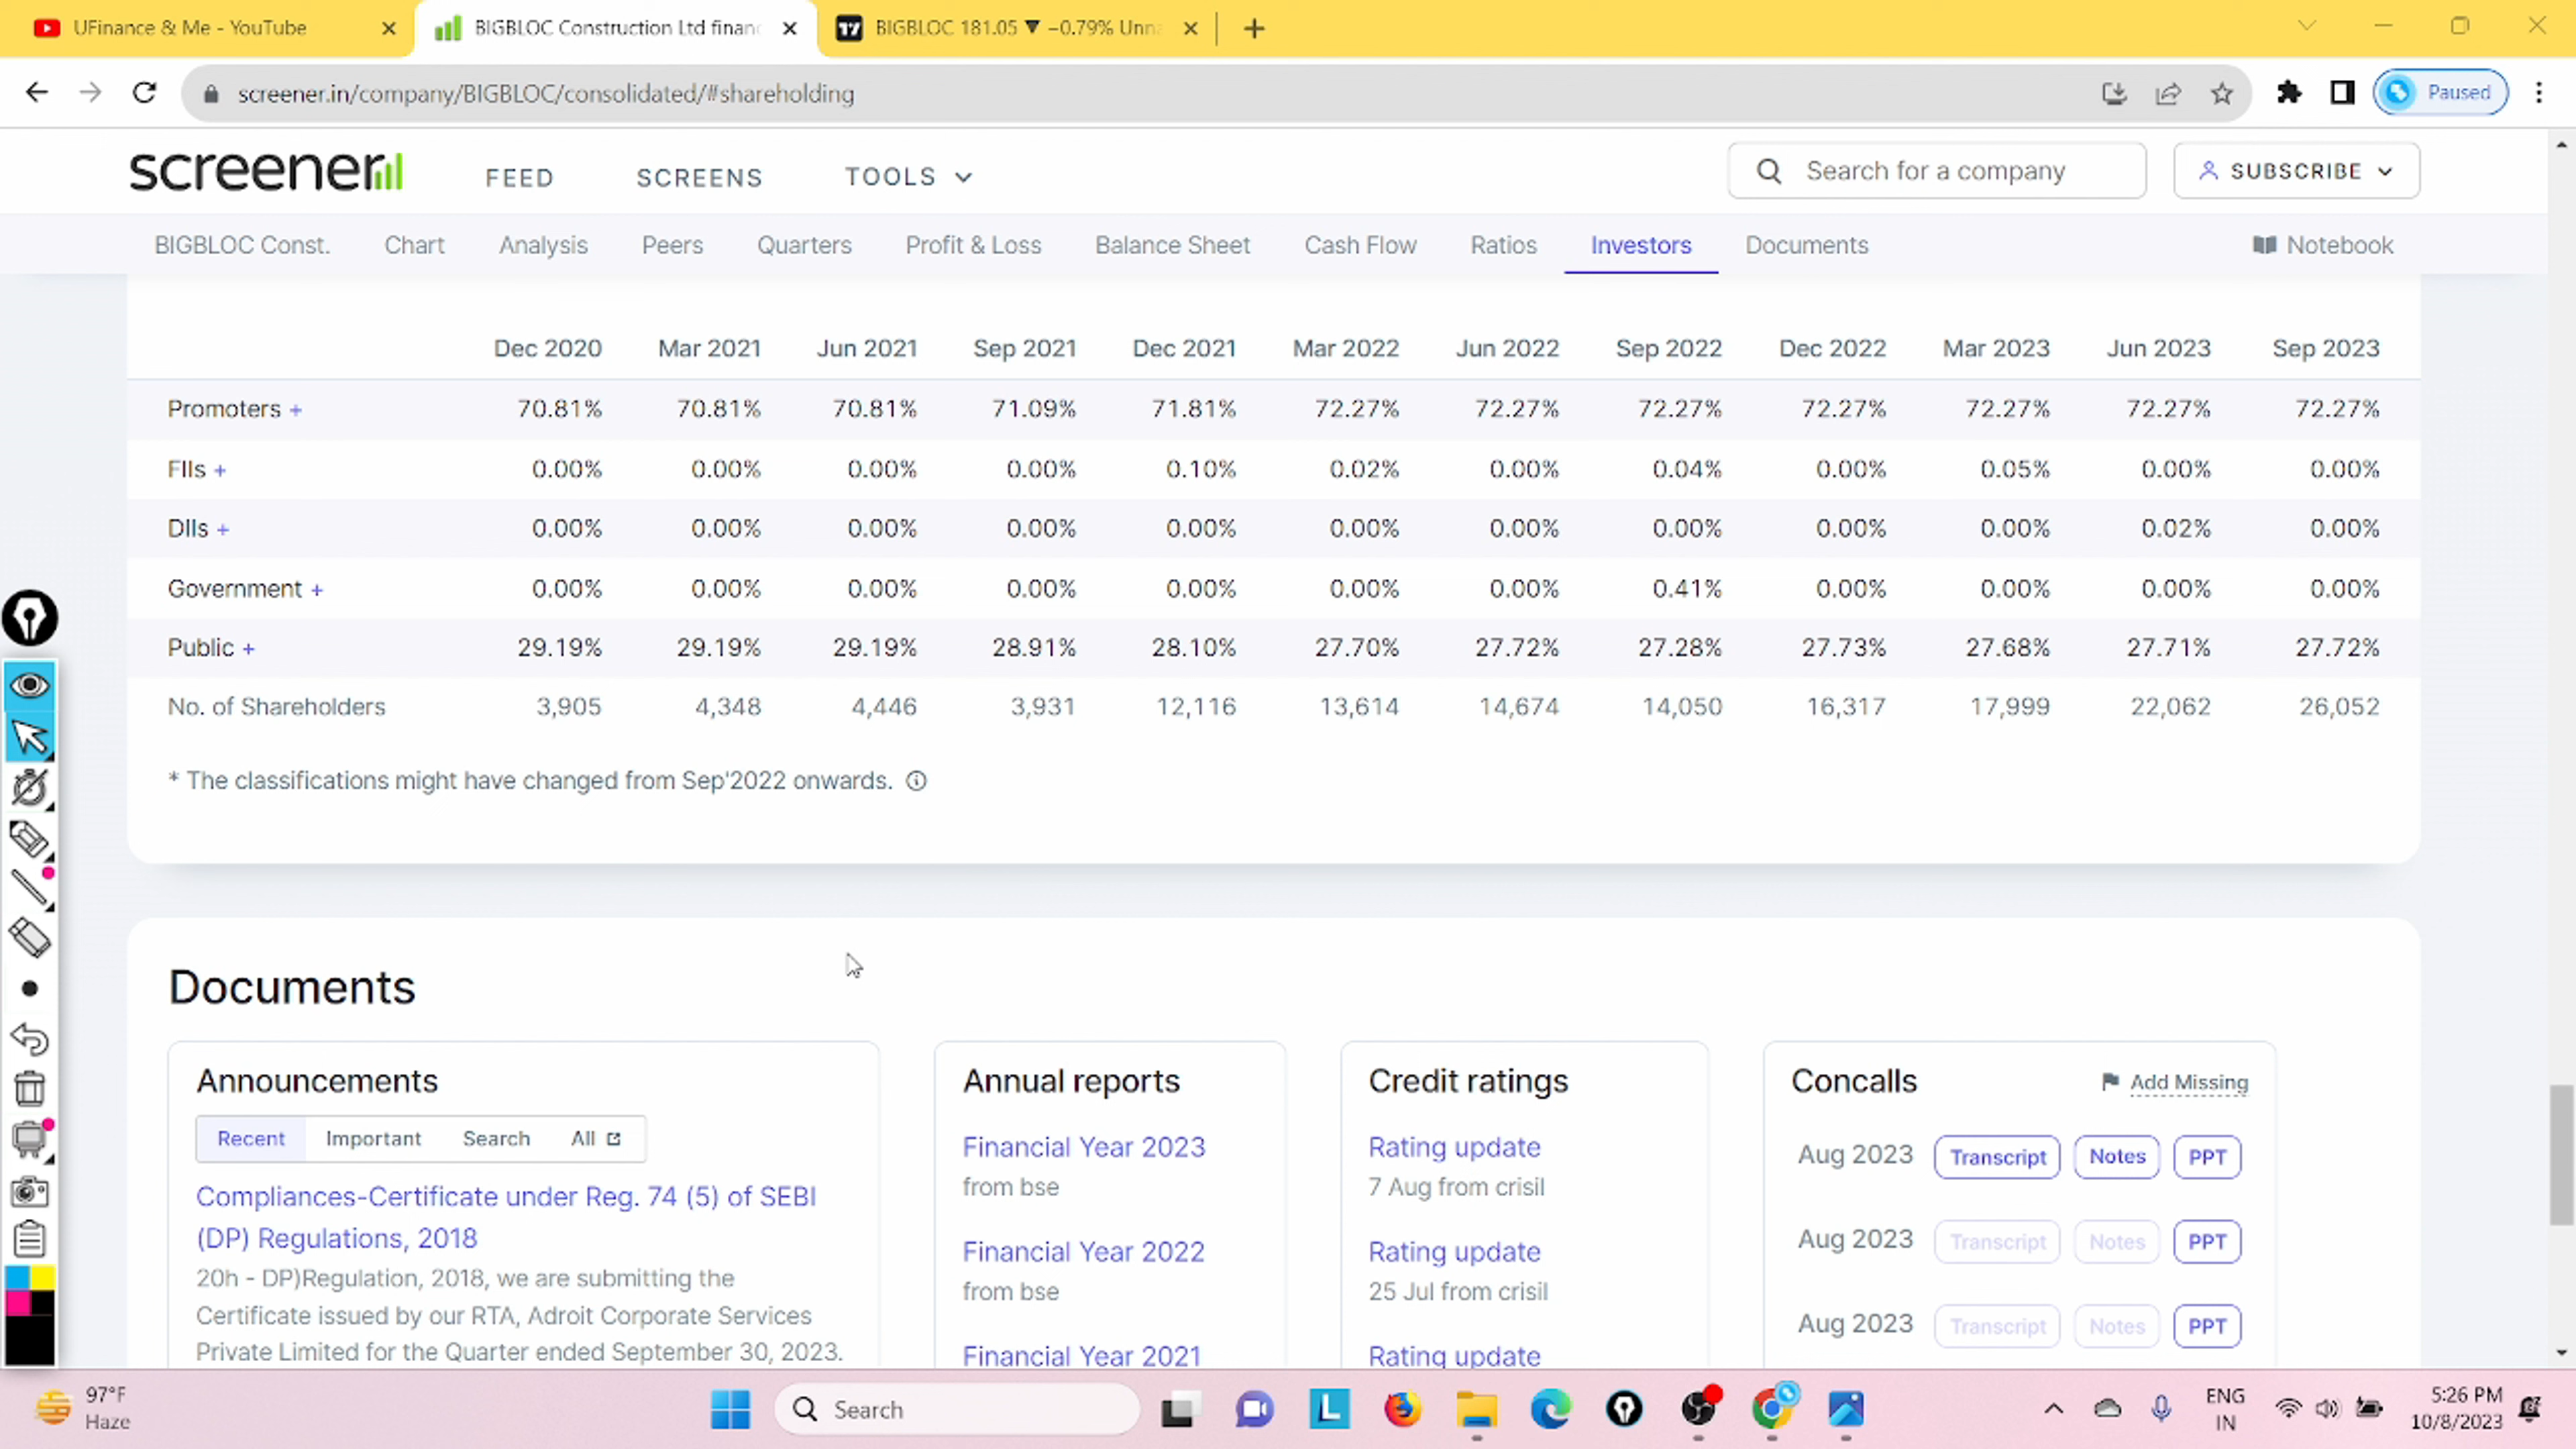 UFinance & Me - YouTube
BIGBLOC Construction Ltd finan
BIGBLOC 181.05 ▼ −0.79% Unna
screener.in/company/BIGBLOC/consolidated/#shareholding
Paused
screener
FEED SCREENS TOOLS
Search for a company
SUBSCRIBE
BIGBLOC Const. Chart Analysis Peers Quarters Profit & Loss Balance Sheet Cash Flow Ratios Investors Documents Notebook
Dec 2020 Mar 2021 Jun 2021 Sep 2021 Dec 2021 Mar 2022 Jun 2022 Sep 2022 Dec 2022 Mar 2023 Jun 2023 Sep 2023
Promoters + 70.81% 70.81% 70.81% 71.09% 71.81% 72.27% 72.27% 72.27% 72.27% 72.27% 72.27% 72.27%
FIIs + 0.00% 0.00% 0.00% 0.00% 0.10% 0.02% 0.00% 0.04% 0.00% 0.05% 0.00% 0.00%
DIIs + 0.00% 0.00% 0.00% 0.00% 0.00% 0.00% 0.00% 0.00% 0.00% 0.00% 0.02% 0.00%
Government + 0.00% 0.00% 0.00% 0.00% 0.00% 0.00% 0.00% 0.41% 0.00% 0.00% 0.00% 0.00%
Public + 29.19% 29.19% 29.19% 28.91% 28.10% 27.70% 27.72% 27.28% 27.73% 27.68% 27.71% 27.72%
No. of Shareholders 3,905 4,348 4,446 3,931 12,116 13,614 14,674 14,050 16,317 17,999 22,062 26,052
* The classifications might have changed from Sep'2022 onwards.
Documents
Announcements
Recent Important Search All
Compliances-Certificate under Reg. 74 (5) of SEBI
(DP) Regulations, 2018
20h - DP)Regulation, 2018, we are submitting the
Certificate issued by our RTA, Adroit Corporate Services
Private Limited for the Quarter ended September 30, 2023.
Annual reports
Financial Year 2023
from bse
Financial Year 2022
from bse
Financial Year 2021
Credit ratings
Rating update
7 Aug from crisil
Rating update
25 Jul from crisil
Rating update
Concalls Add Missing
Aug 2023 Transcript Notes PPT
Aug 2023 Transcript Notes PPT
Aug 2023 Transcript Notes PPT
97°F
Haze
Search
ENG
IN
5:26 PM
10/8/2023